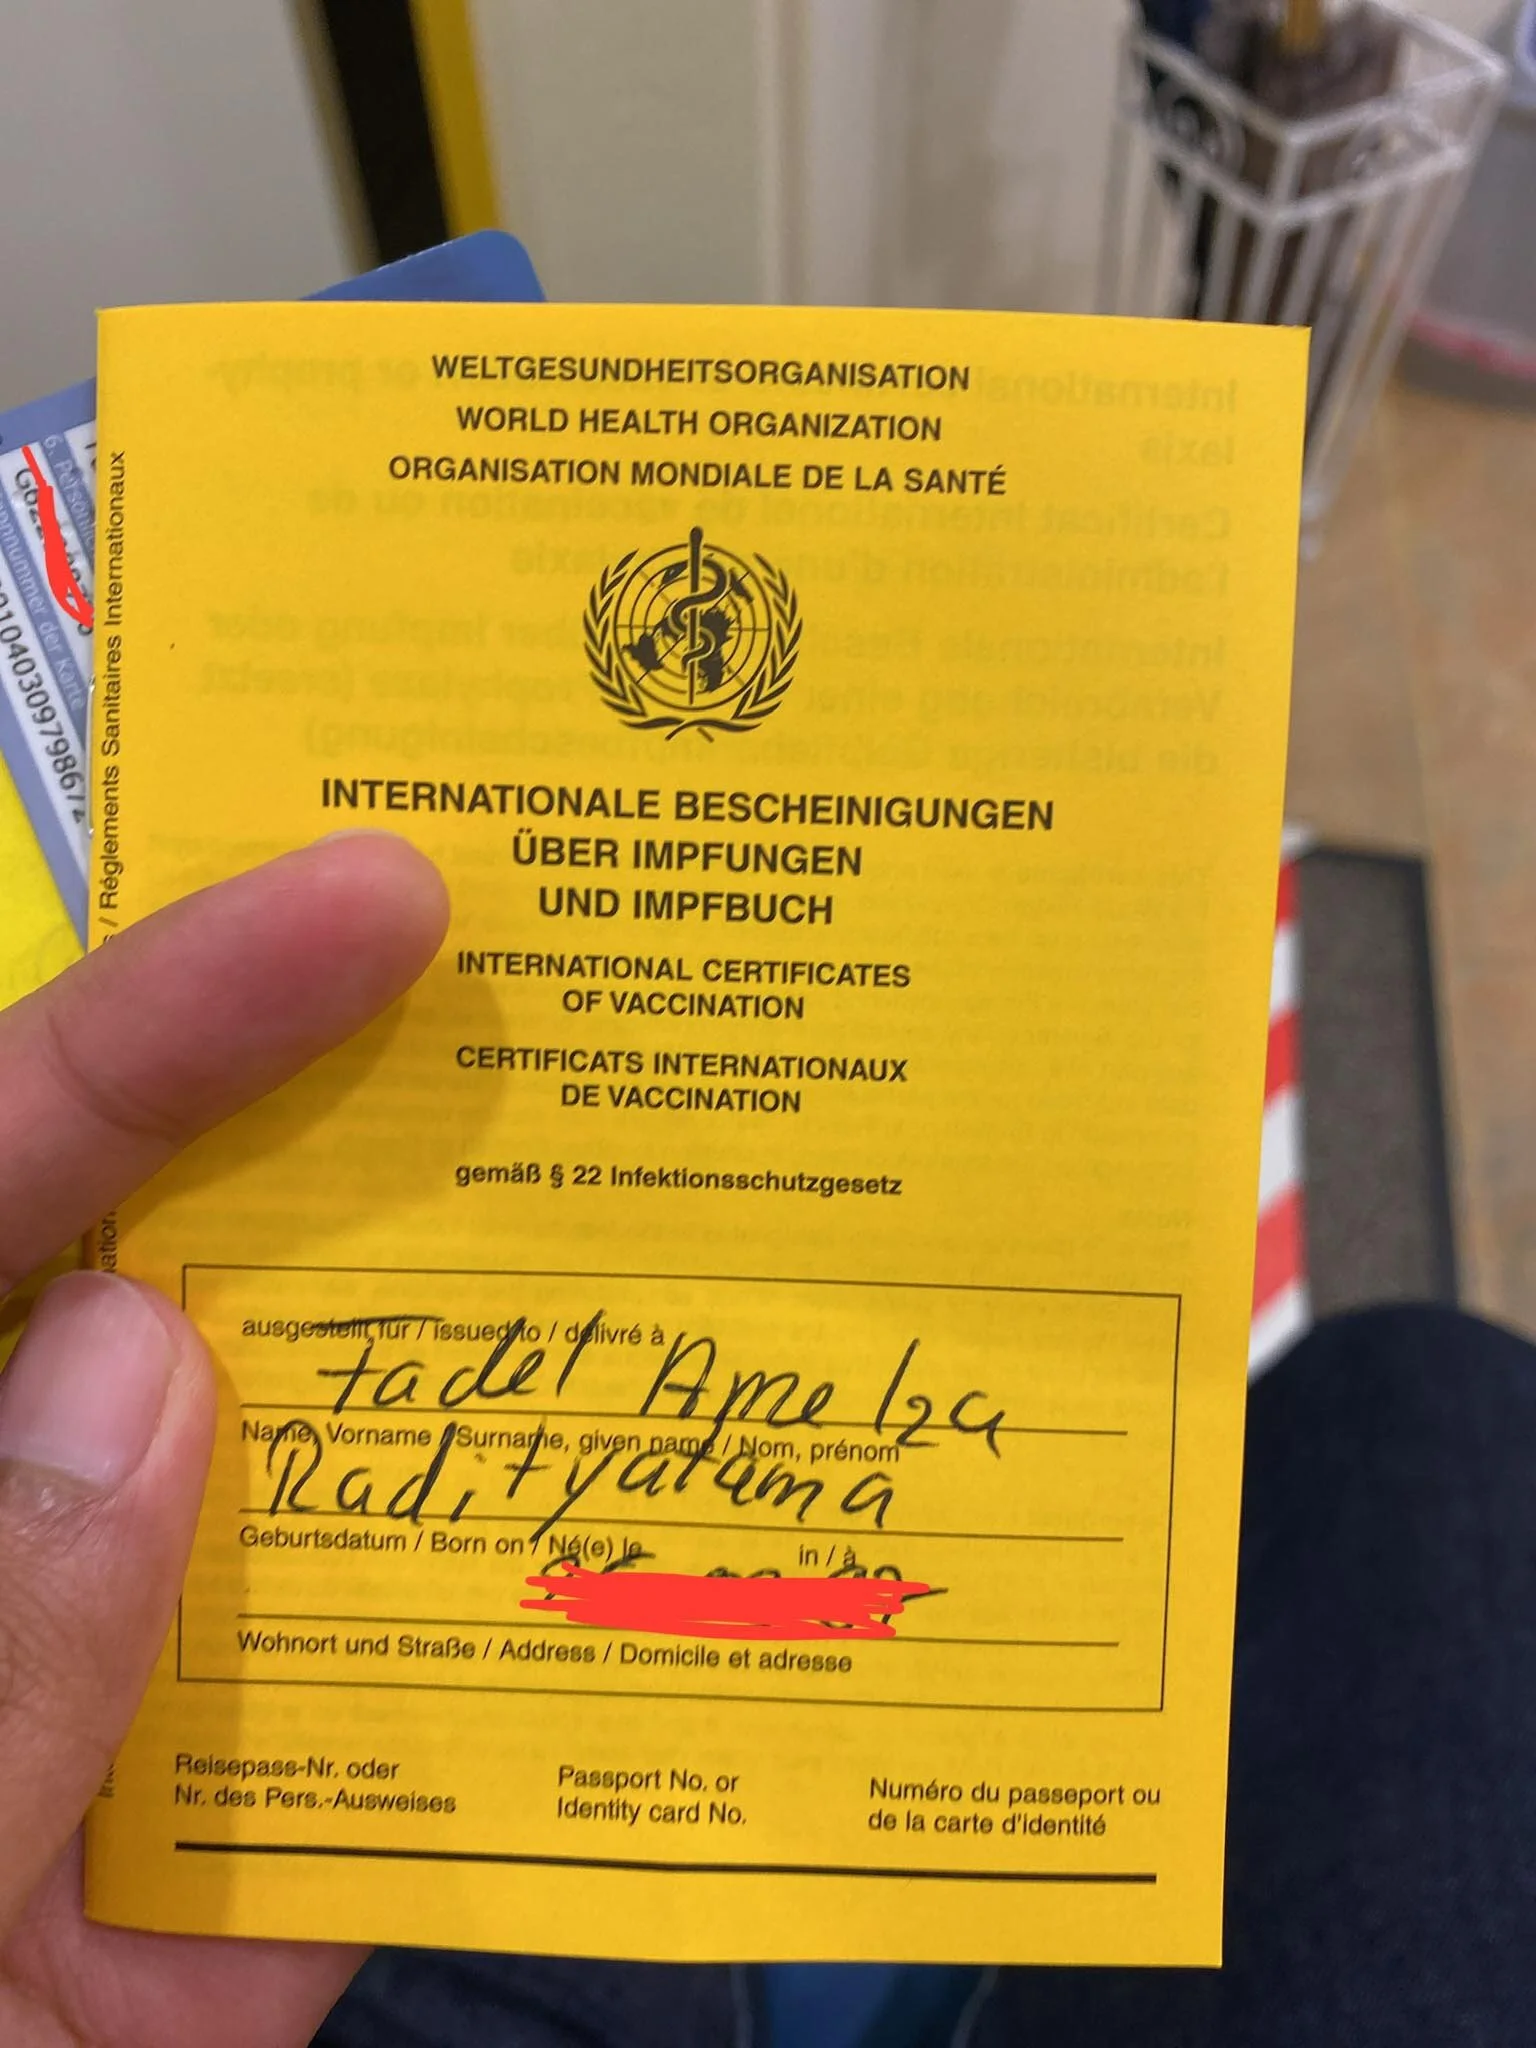 WELTGESUNDHEITSORGANISATION
WORLD HEALTH ORGANIZATION
ORGANISATION MONDIALE DE LA SANTÉ
INTERNATIONALE BESCHEINIGUNGEN
ÜBER IMPFUNGEN
UND IMPFBUCH
INTERNATIONAL CERTIFICATES
OF VACCINATION
CERTIFICATS INTERNATIONAUX
DE VACCINATION
gemäß § 22 Infektionsschutzgesetz
ausgestellt für / issued to / délivré à
Fadel Amelza
Name, Vorname / Surname, given name / Nom, prénom
Radityatama
Geburtsdatum / Born on / Né(e) le in / à
Wohnort und Straße / Address / Domicile et adresse
Reisepass-Nr. oder
Nr. des Pers.-Ausweises
Passport No. or
Identity card No.
Numéro du passeport ou
de la carte d'identité
/ Réglements Sanitaires Internationaux
der Karte